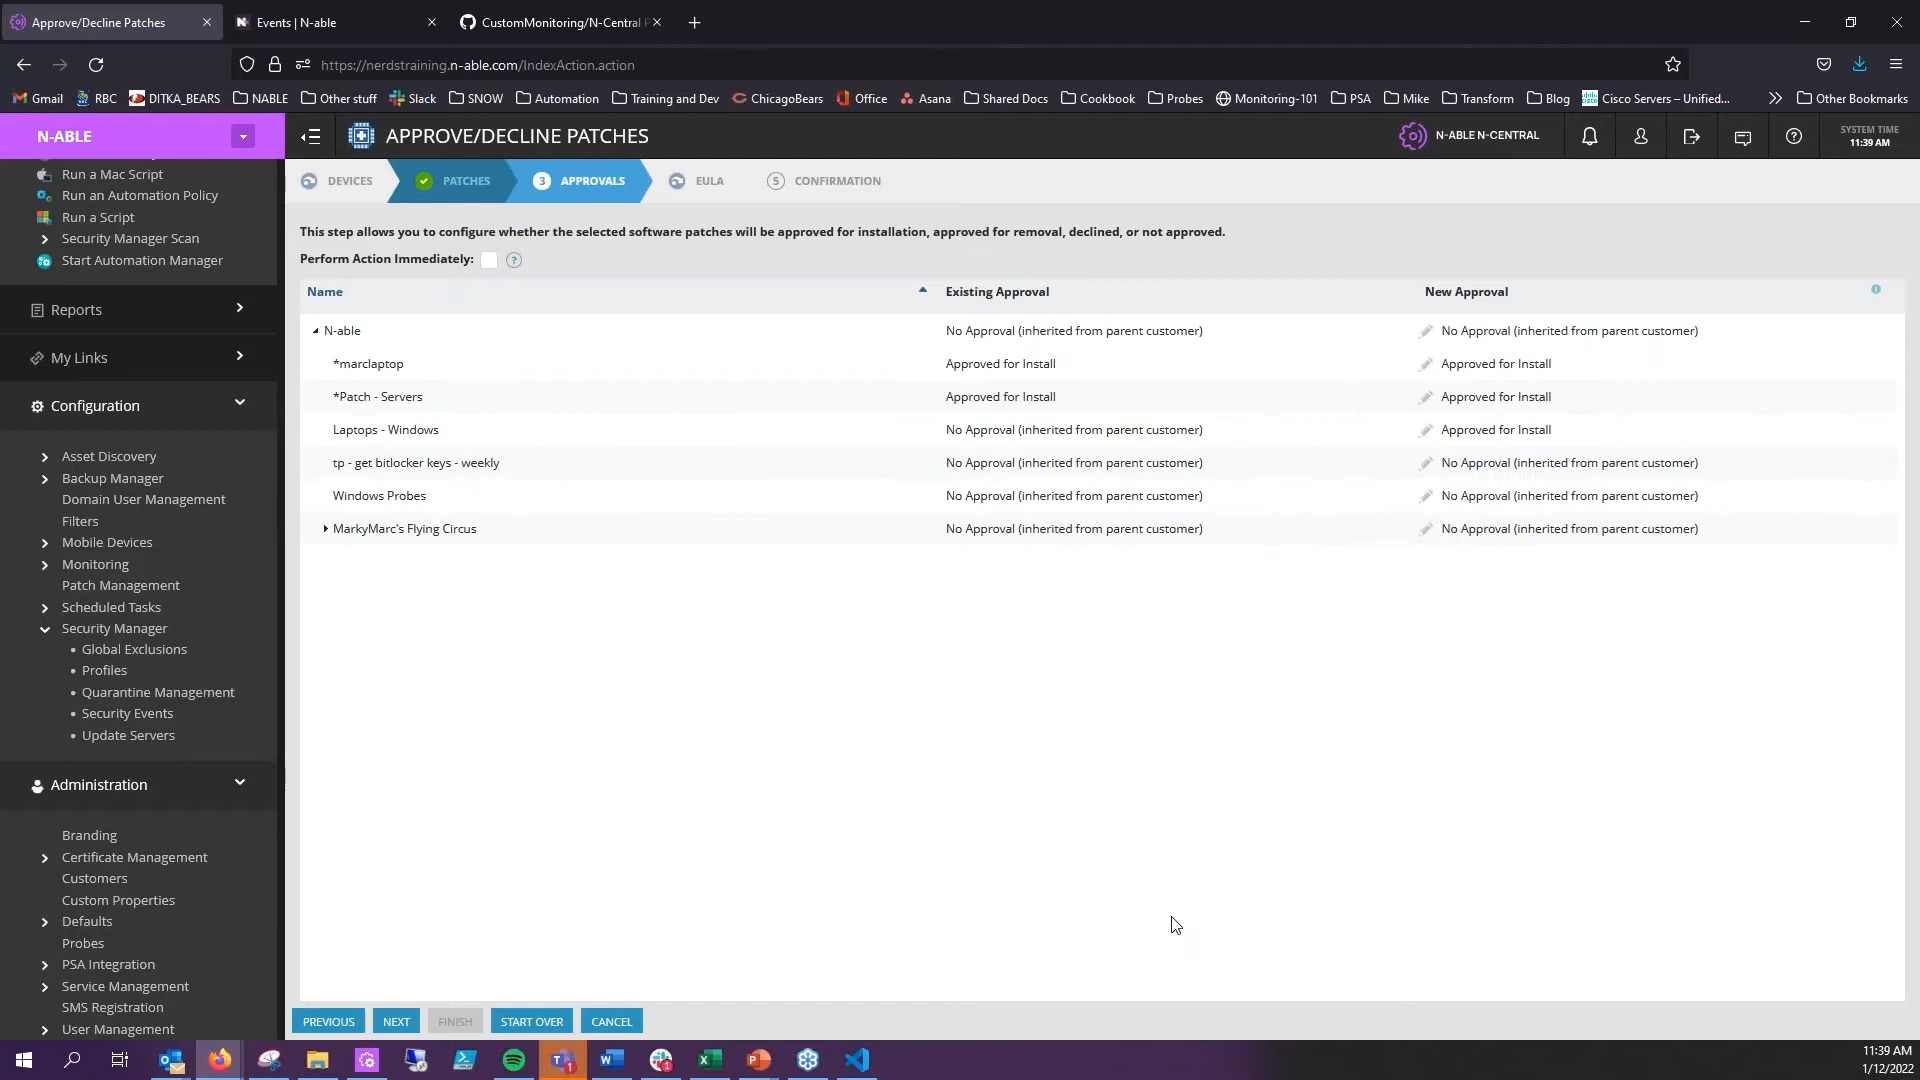 Approve/Decline Patches
Events | N-able
CustomMonitoring/N-Central
https://nerdstraining.n-able.com/IndexAction.action
Gmail RBC DITKA_BEARS NABLE Other stuff Slack SNOW Automation Training and Dev ChicagoBears Office Asana Shared Docs Cookbook Probes Monitoring-101 PSA Mike Transform Blog Cisco Servers – Unified... Other Bookmarks
N-ABLE
APPROVE/DECLINE PATCHES
N-ABLE N-CENTRAL
SYSTEM TIME
11:39 AM
Run a Mac Script
Run an Automation Policy
Run a Script
Security Manager Scan
Start Automation Manager
Reports
My Links
Configuration
Asset Discovery
Backup Manager
Domain User Management
Filters
Mobile Devices
Monitoring
Patch Management
Scheduled Tasks
Security Manager
Global Exclusions
Profiles
Quarantine Management
Security Events
Update Servers
Administration
Branding
Certificate Management
Customers
Custom Properties
Defaults
Probes
PSA Integration
Service Management
SMS Registration
User Management
DEVICES PATCHES 3 APPROVALS EULA 5 CONFIRMATION
This step allows you to configure whether the selected software patches will be approved for installation, approved for removal, declined, or not approved.
Perform Action Immediately: ?
Name Existing Approval New Approval
N-able No Approval (inherited from parent customer) No Approval (inherited from parent customer)
*marclaptop Approved for Install Approved for Install
*Patch - Servers Approved for Install Approved for Install
Laptops - Windows No Approval (inherited from parent customer) Approved for Install
tp - get bitlocker keys - weekly No Approval (inherited from parent customer) No Approval (inherited from parent customer)
Windows Probes No Approval (inherited from parent customer) No Approval (inherited from parent customer)
MarkyMarc's Flying Circus No Approval (inherited from parent customer) No Approval (inherited from parent customer)
PREVIOUS NEXT FINISH START OVER CANCEL
11:39 AM
1/12/2022